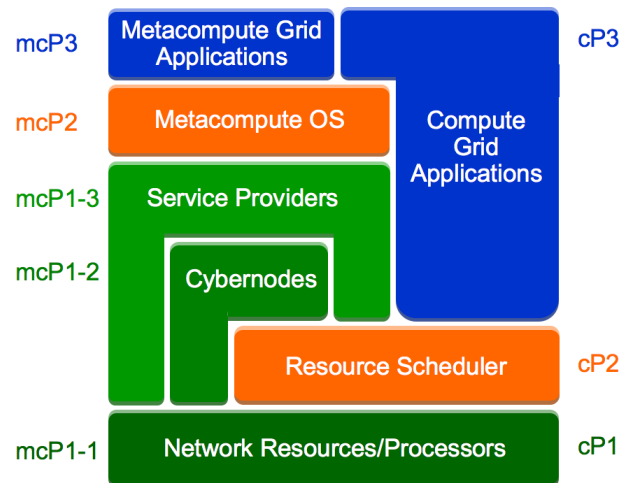 mcP3
Metacompute Grid
Applications
cP3
mcP2
Metacompute OS
Compute
Grid
Applications
mcP1-3
Service Providers
mcP1-2
Cybernodes
Resource Scheduler
cP2
mcP1-1
Network Resources/Processors
cP1